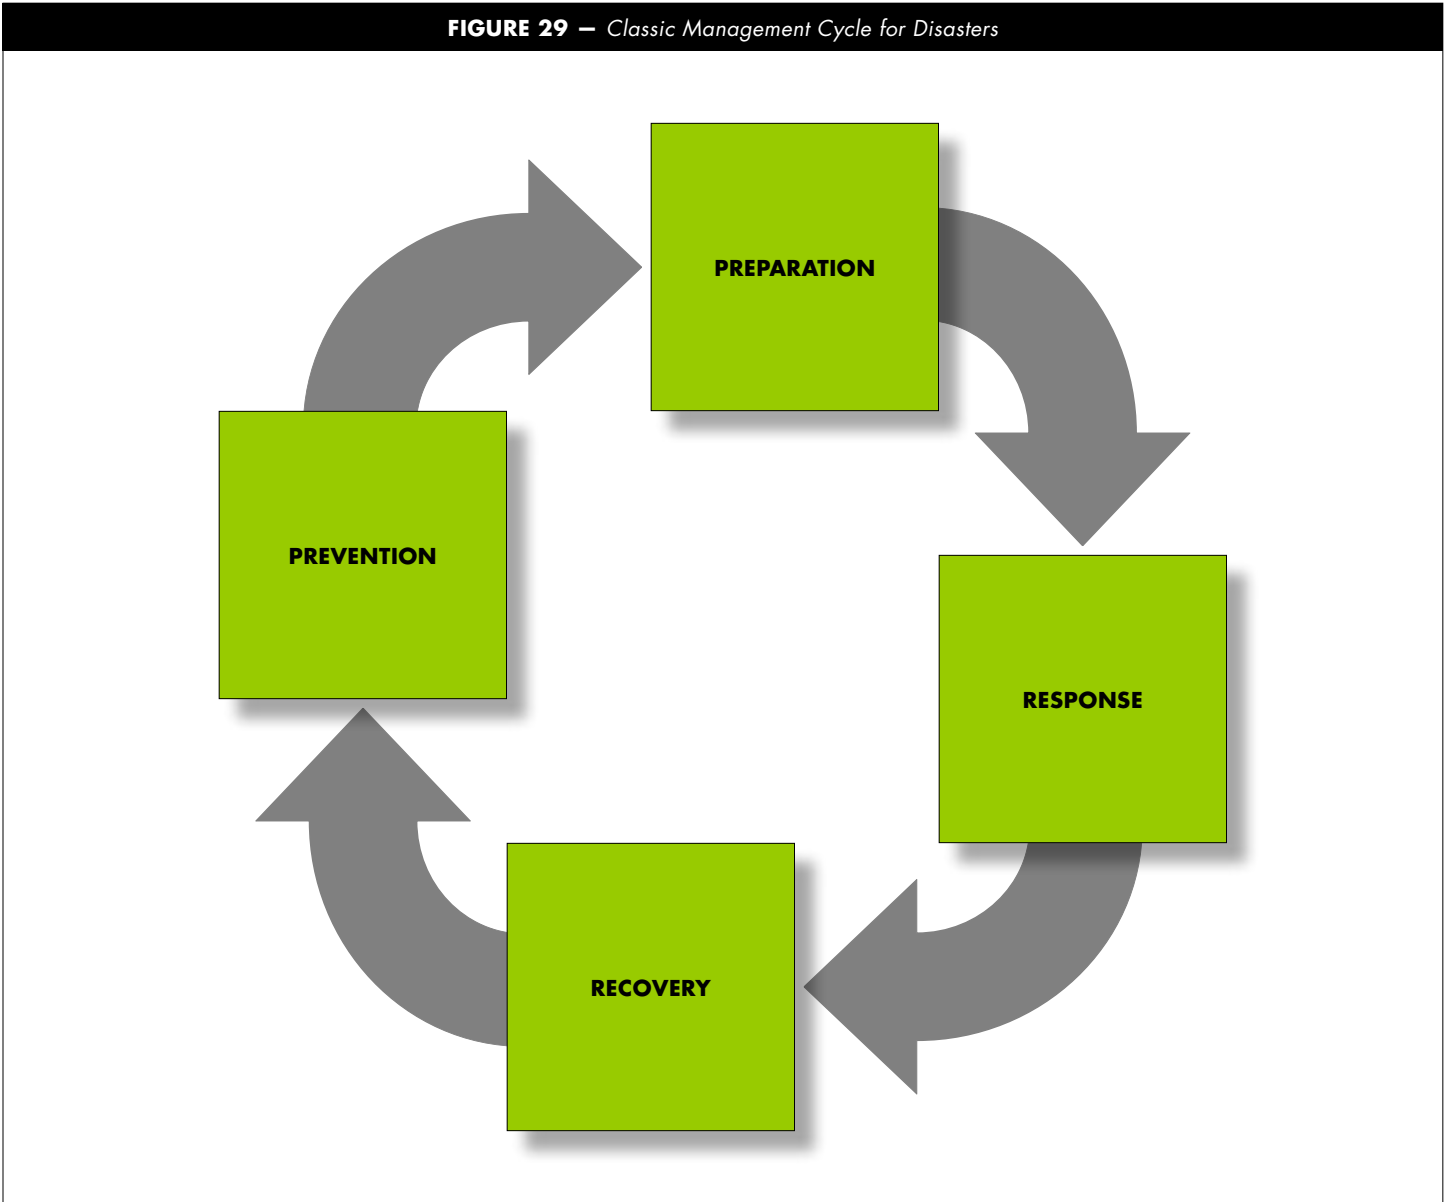 FIGURE 29 — Classic Management Cycle for Disasters
PREPARATION
PREVENTION
RESPONSE
RECOVERY